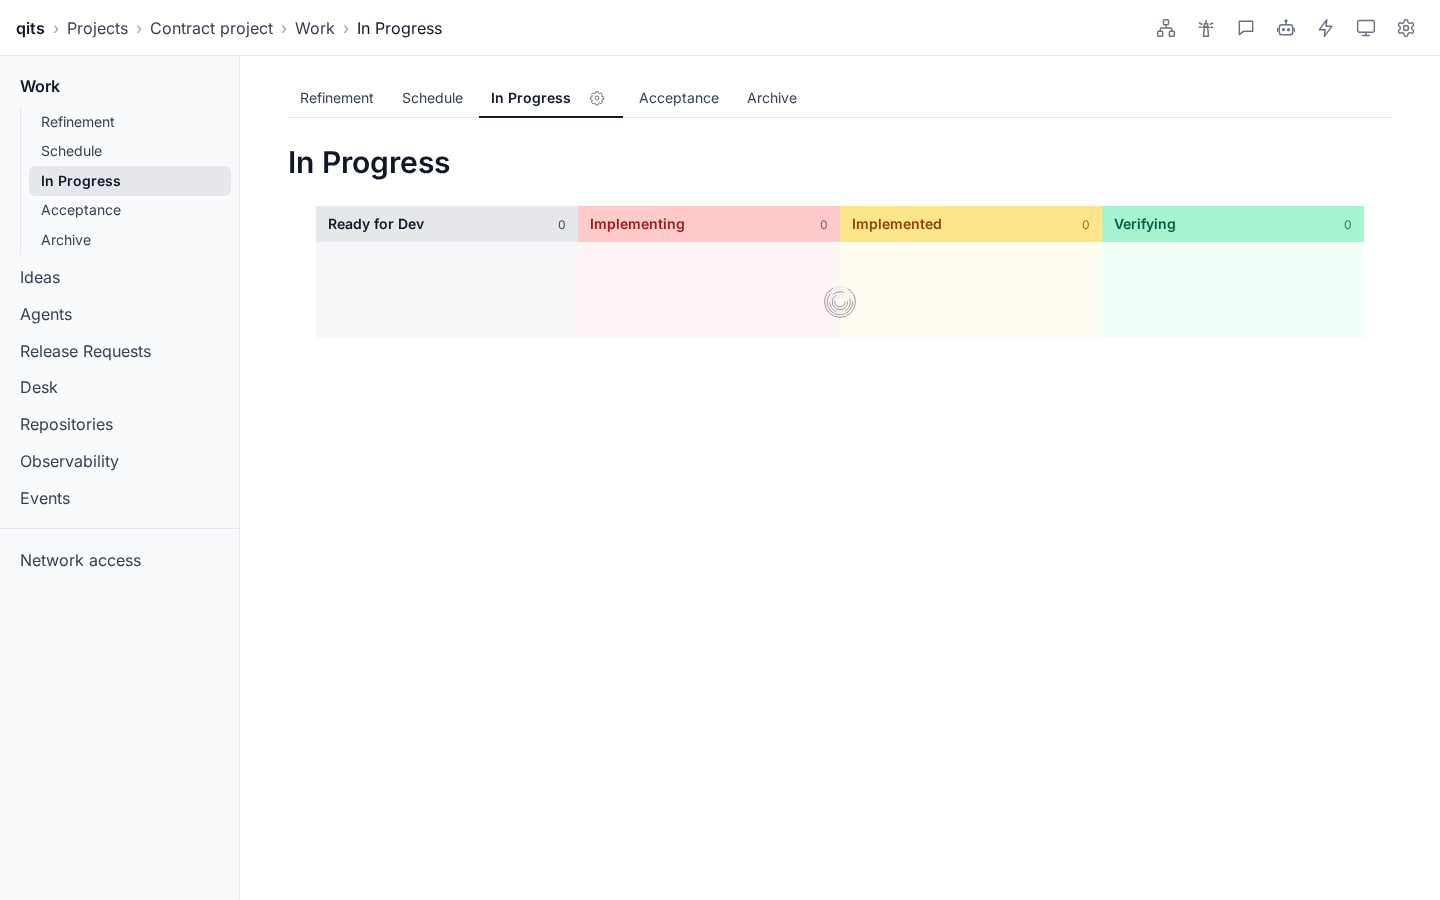 qits › Projects › Contract project › Work › In Progress
Work
Refinement
Schedule
In Progress
Acceptance
Archive
Ideas
Agents
Release Requests
Desk
Repositories
Observability
Events
Network access
Refinement Schedule In Progress Acceptance Archive
In Progress
Ready for Dev 0 Implementing 0 Implemented 0 Verifying 0